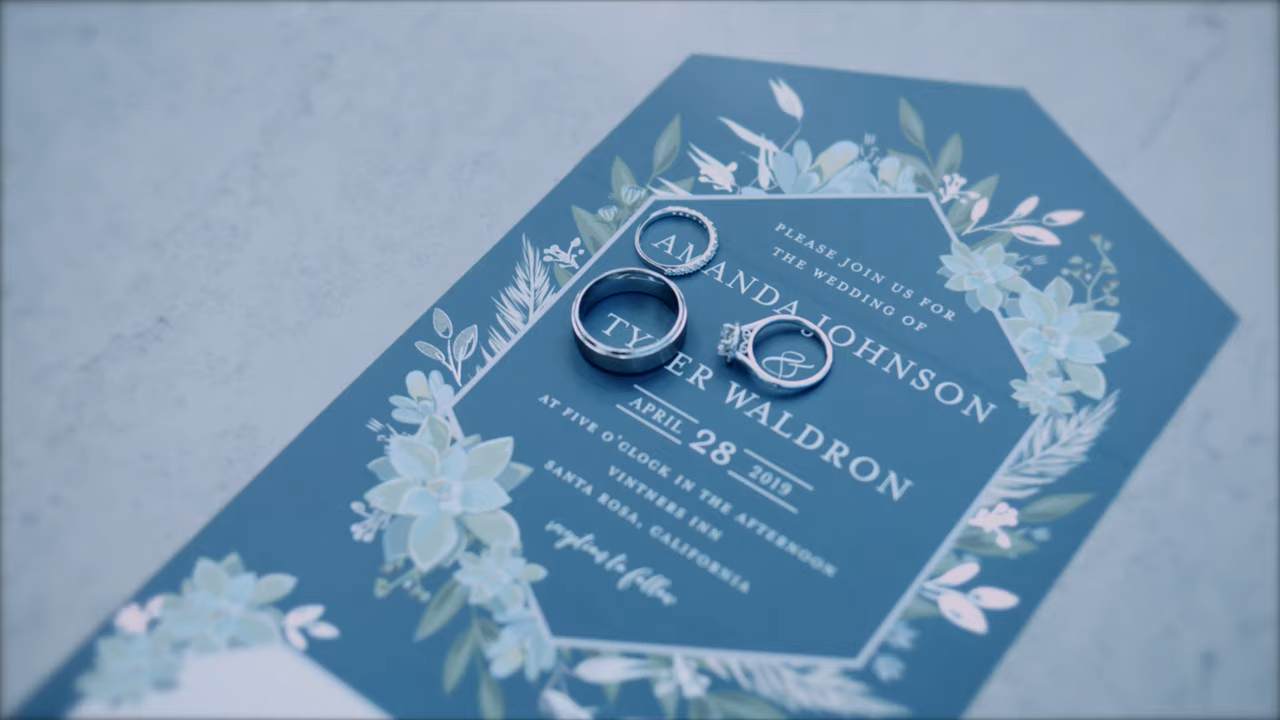 PLEASE JOIN US FOR
THE WEDDING OF
AMANDA JOHNSON
&
TYLER WALDRON
APRIL 28 2019
AT FIVE O'CLOCK IN THE AFTERNOON
VINTNERS INN
SANTA ROSA, CALIFORNIA
to follow